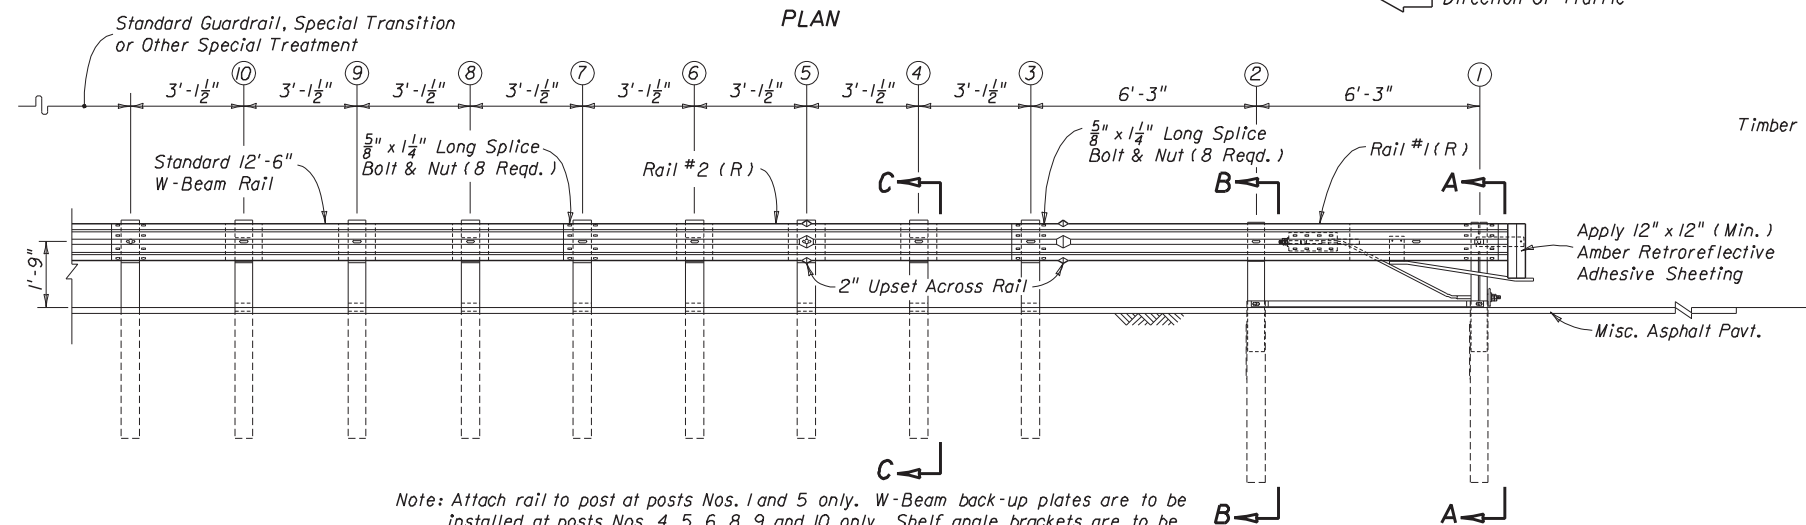 PLAN
Direction Of Traffic
Standard Guardrail, Special Transition
or Other Special Treatment
10 9 8 7 6 5 4 3 2 1
3'-1½" 3'-1½" 3'-1½" 3'-1½" 3'-1½" 3'-1½" 3'-1½" 3'-1½" 6'-3" 6'-3"
Timber
Standard 12'-6"
W-Beam Rail
5/8" x 1¼" Long Splice
Bolt & Nut (8 Reqd.)
Rail #2 (R)
5/8" x 1¼" Long Splice
Bolt & Nut (8 Reqd.)
Rail #1 (R)
C B A
1'-9"
2" Upset Across Rail
Apply 12" x 12" (Min.)
Amber Retroreflective
Adhesive Sheeting
Misc. Asphalt Pavt.
C
B A
Note: Attach rail to post at posts Nos. 1 and 5 only. W-Beam back-up plates are to be
installed at posts Nos. 4, 5, 6, 8, 9 and 10 only. Shelf angle brackets are to be